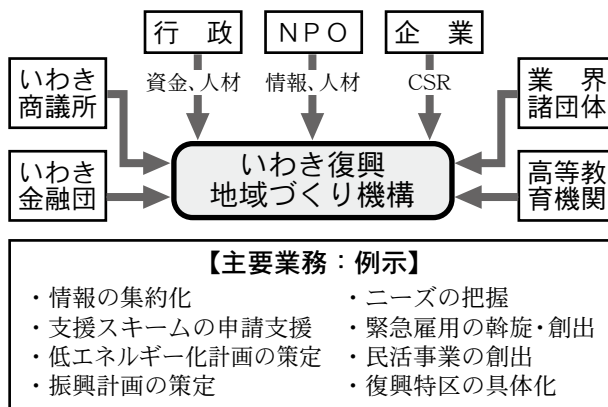 行政
NPO
企業
資金、人材
情報、人材
CSR
いわき
商議所
業界
諸団体
いわき復興
地域づくり機構
いわき
金融団
高等教
育機関
【主要業務：例示】
・情報の集約化
・支援スキームの申請支援
・低エネルギー化計画の策定
・振興計画の策定
・ニーズの把握
・緊急雇用の斡旋・創出
・民活事業の創出
・復興特区の具体化